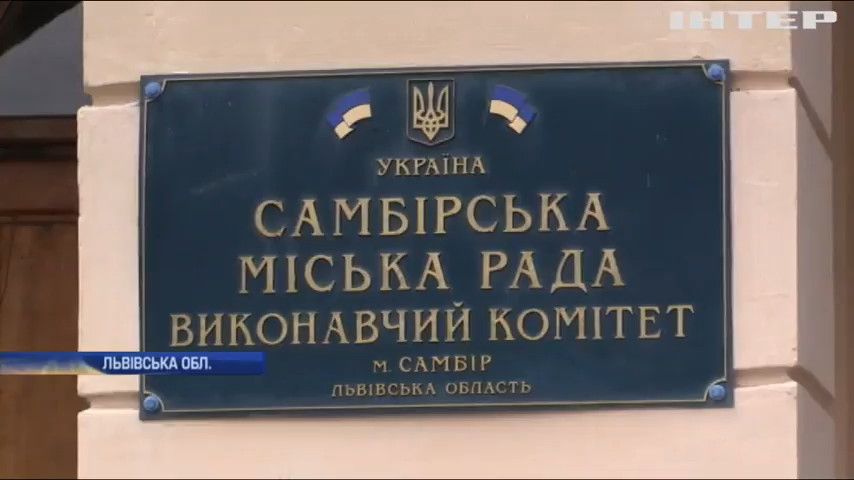 ІНТЕР
УКРАЇНА
САМБІРСЬКА
МІСЬКА РАДА
ВИКОНАВЧИЙ КОМІТЕТ
м. САМБІР
ЛЬВІВСЬКА ОБЛАСТЬ
ЛЬВІВСЬКА ОБЛ.